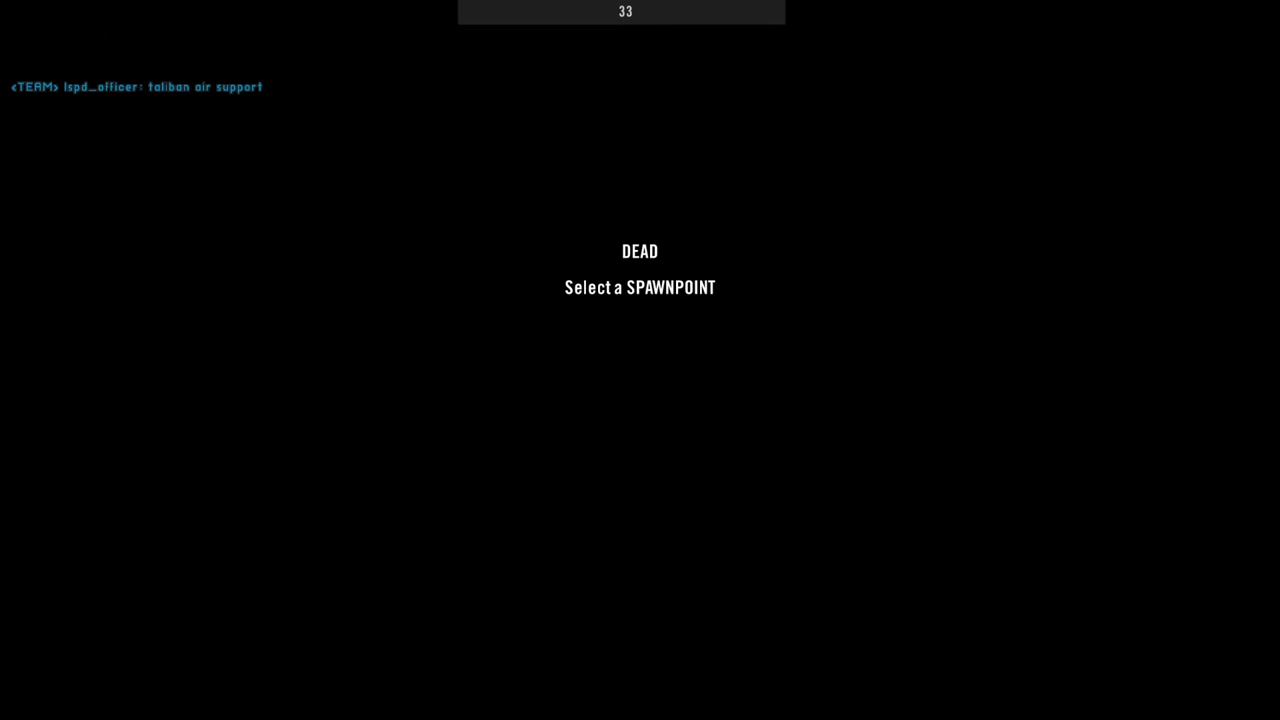 33
<TEAM> lspd_officer: taliban air support
DEAD
Select a SPAWNPOINT